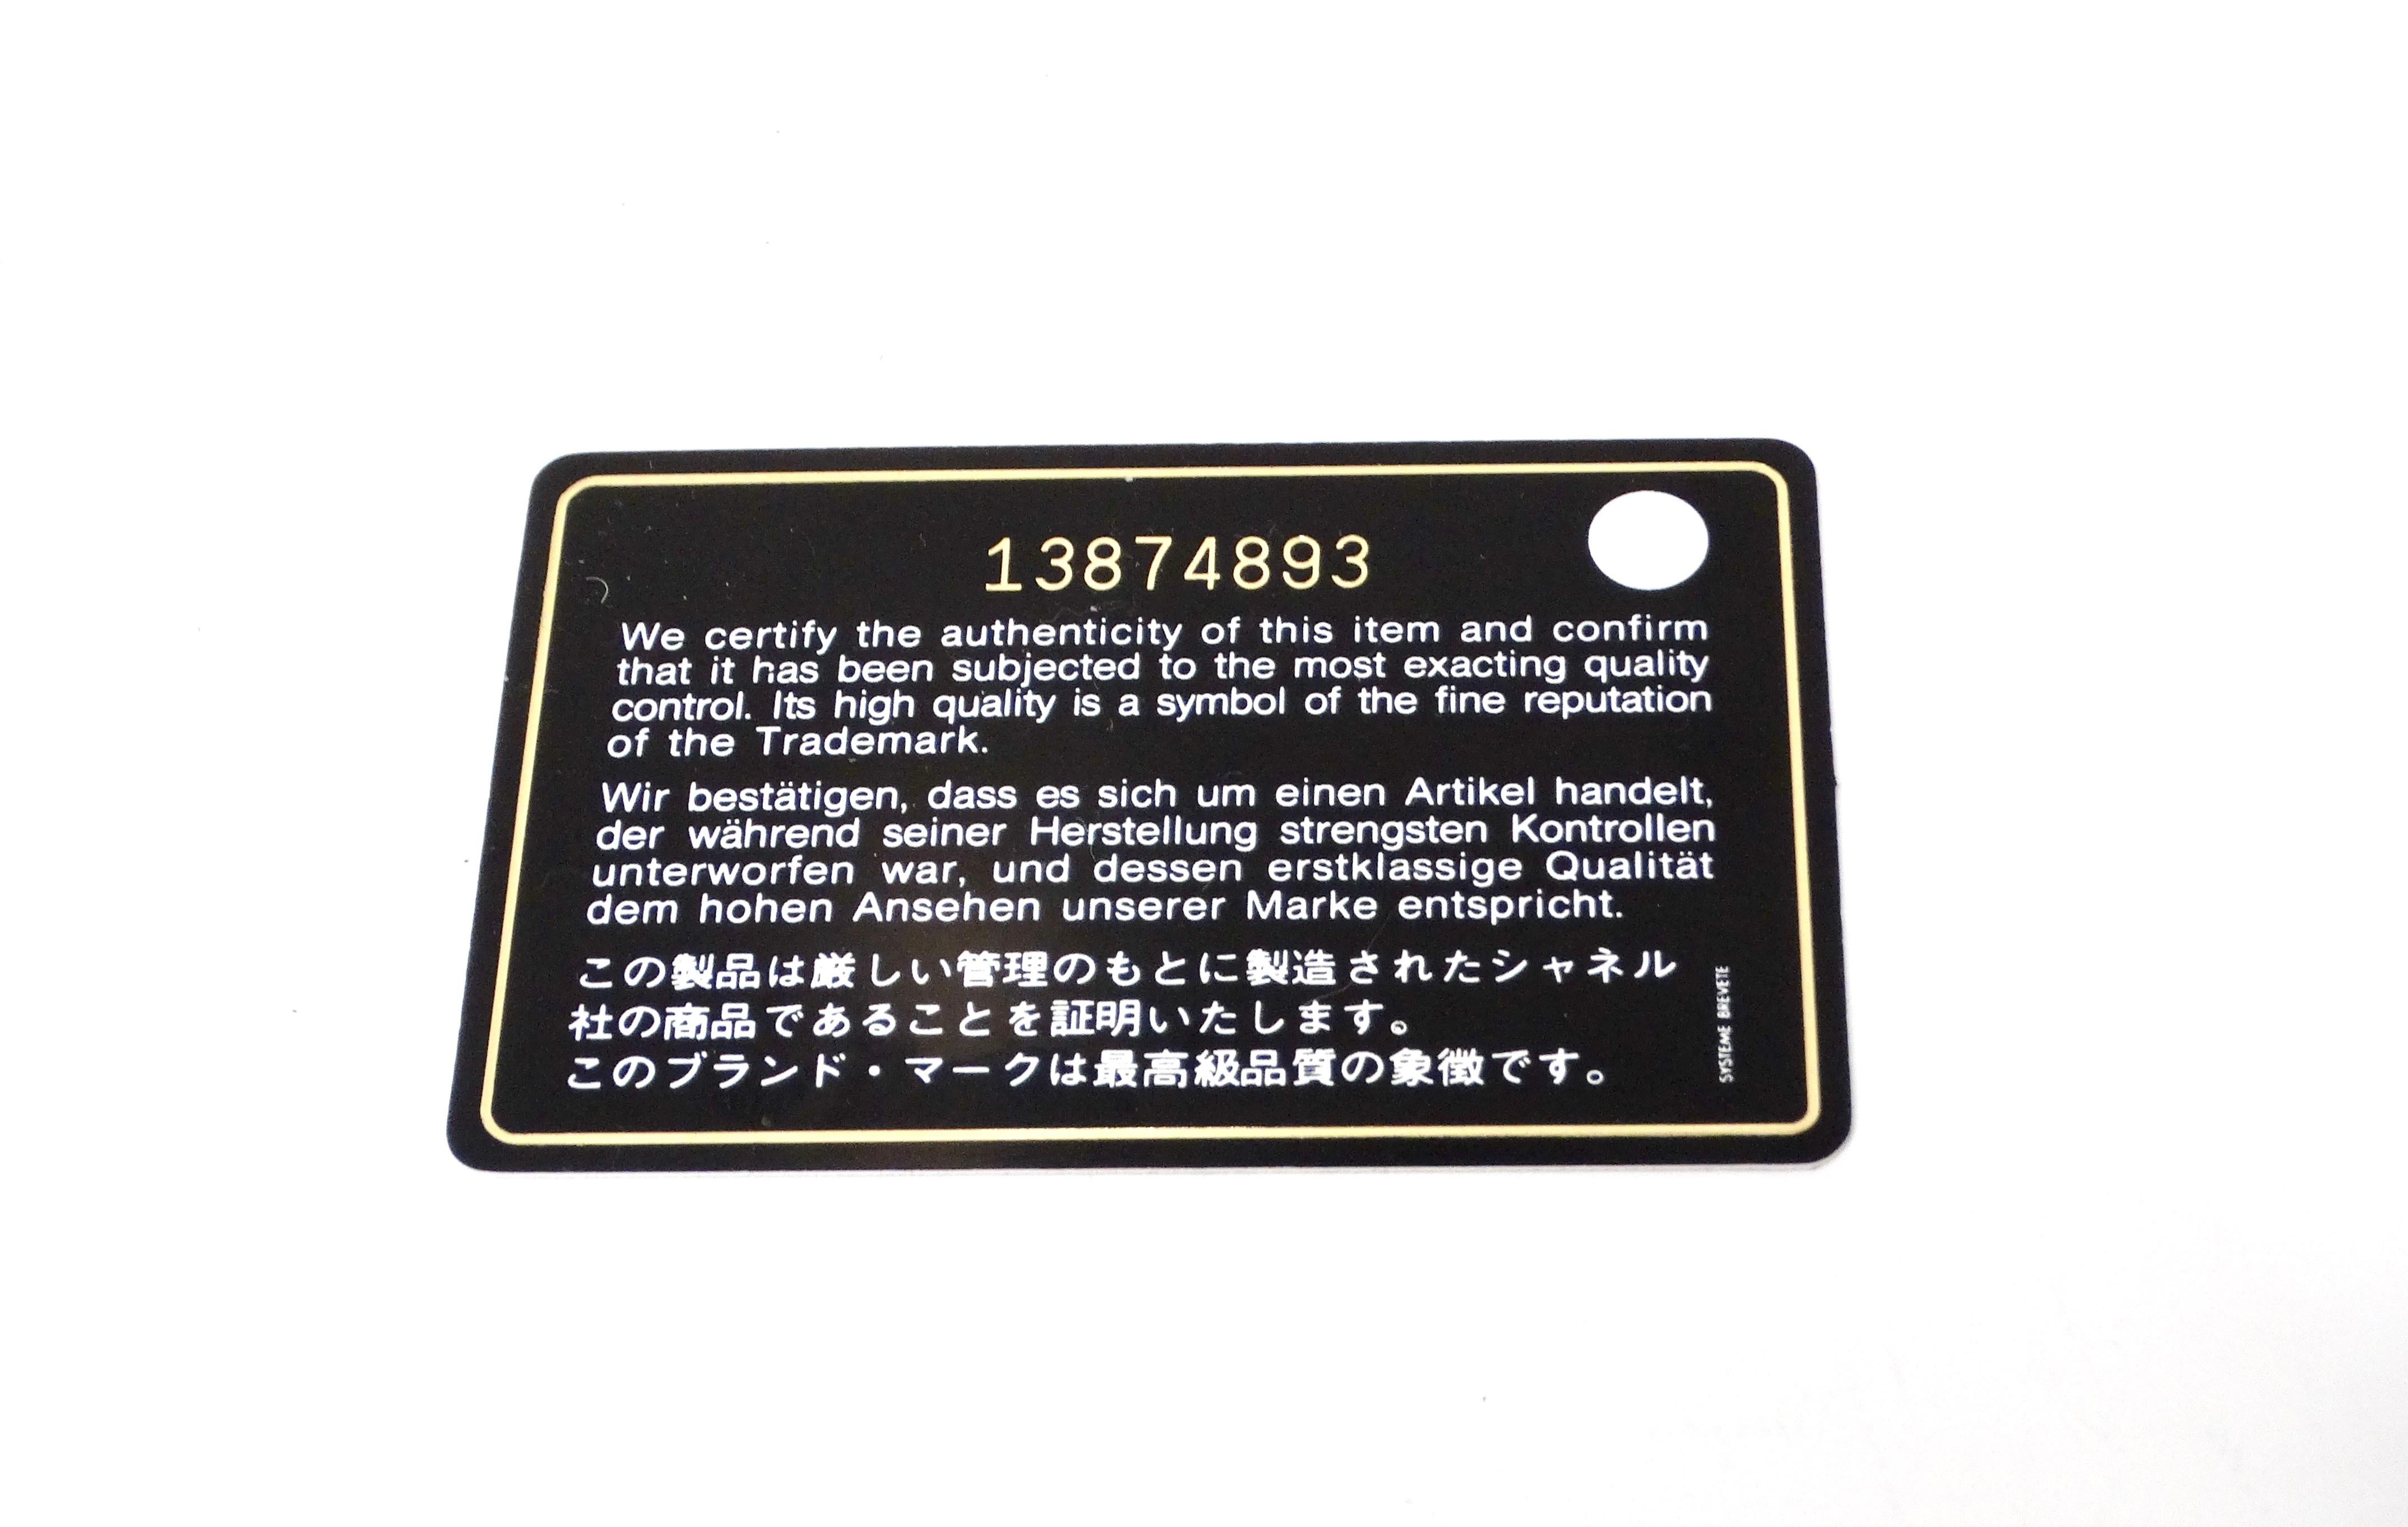 13874893
We certify the authenticity of this item and confirm
that it has been subjected to the most exacting quality
control. Its high quality is a symbol of the fine reputation
of the Trademark.
Wir bestätigen, dass es sich um einen Artikel handelt,
der während seiner Herstellung strengsten Kontrollen
unterworfen war, und dessen erstklassige Qualität
dem hohen Ansehen unserer Marke entspricht.
この製品は厳しい管理のもとに製造されたシャネル
社の商品であることを証明いたします。
このブランド・マークは最高級品質の象徴です。
SYSTEME BREVETE